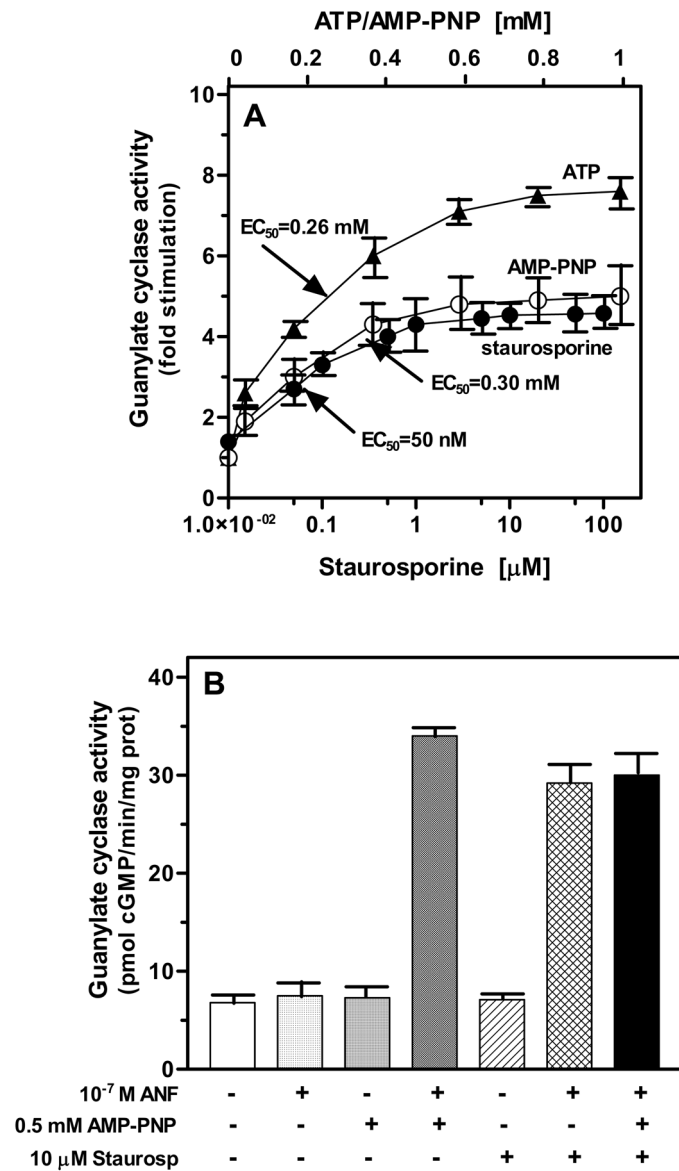 ATP/AMP-PNP [mM]
0 0.2 0.4 0.6 0.8 1
A
Guanylate cyclase activity
(fold stimulation)
10
8
6
4
2
0
ATP
EC₅₀=0.26 mM
AMP-PNP
staurosporine
EC₅₀=0.30 mM
EC₅₀=50 nM
1.0×10⁻⁰² 0.1 1 10 100
Staurosporine [μM]
B
Guanylate cyclase activity
(pmol cGMP/min/mg prot)
40
30
20
10
0
10⁻⁷ M ANF - + - + - + +
0.5 mM AMP-PNP - - + + - - +
10 μM Staurosp - - - - + + +